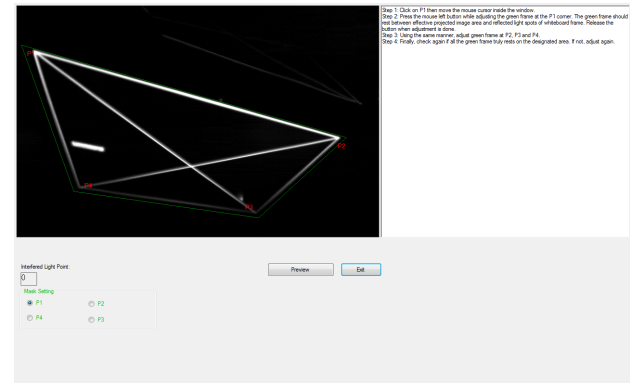 Step 1: Click on P1 then move the mouse cursor inside the window.
Step 2: Press the mouse left button while adjusting the green frame at the P1 corner. The green frame should
rest between effective projected image area and reflected light spots of whiteboard frame. Release the
button when adjustment is done.
Step 3: Using the same manner, adjust green frame at P2, P3 and P4.
Step 4: Finally, check again if all the green frame truly rests on the designated area. If not, adjust again.
P2
P4
Interfered Light Point:
0
Preview
Exit
Mask Setting
P1
P2
P4
P3